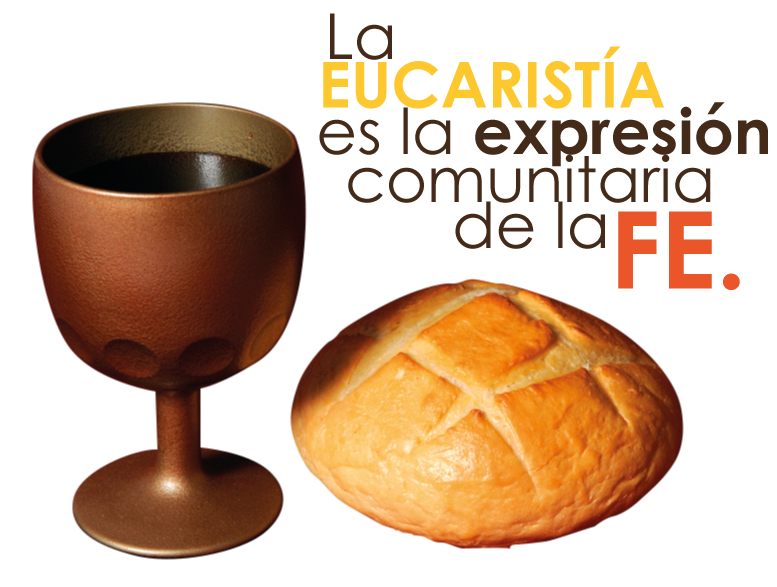 La
EUCARISTÍA
es la expresión
comunitaria
de la FE.